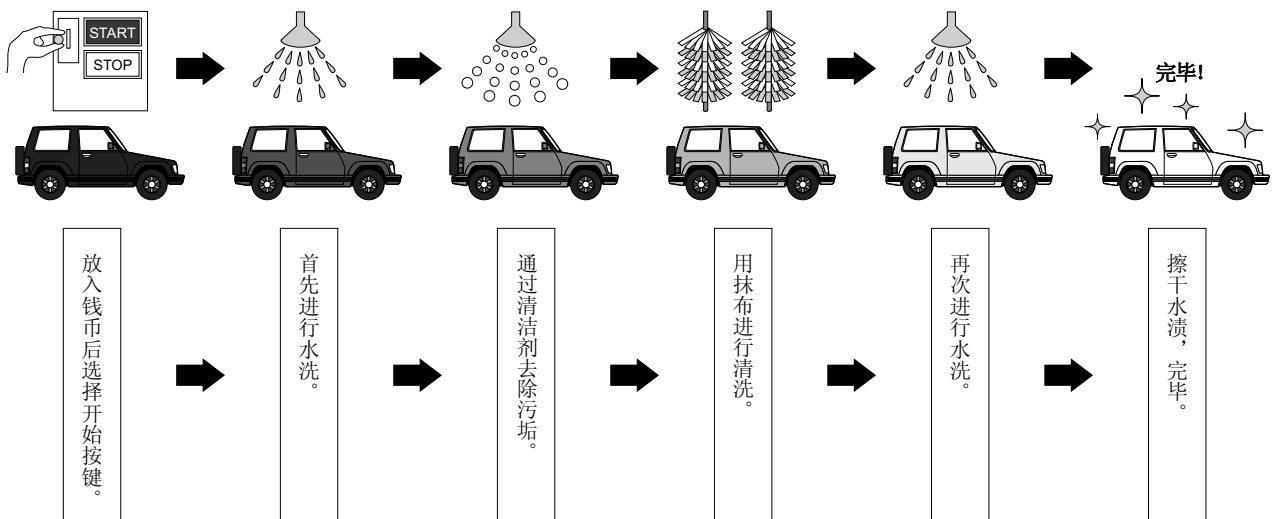 START
STOP
完毕!
放入钱币后选择开始按键。
首先进行水洗。
通过清洁剂去除污垢。
用抹布进行清洗。
再次进行水洗。
擦干水渍，完毕。